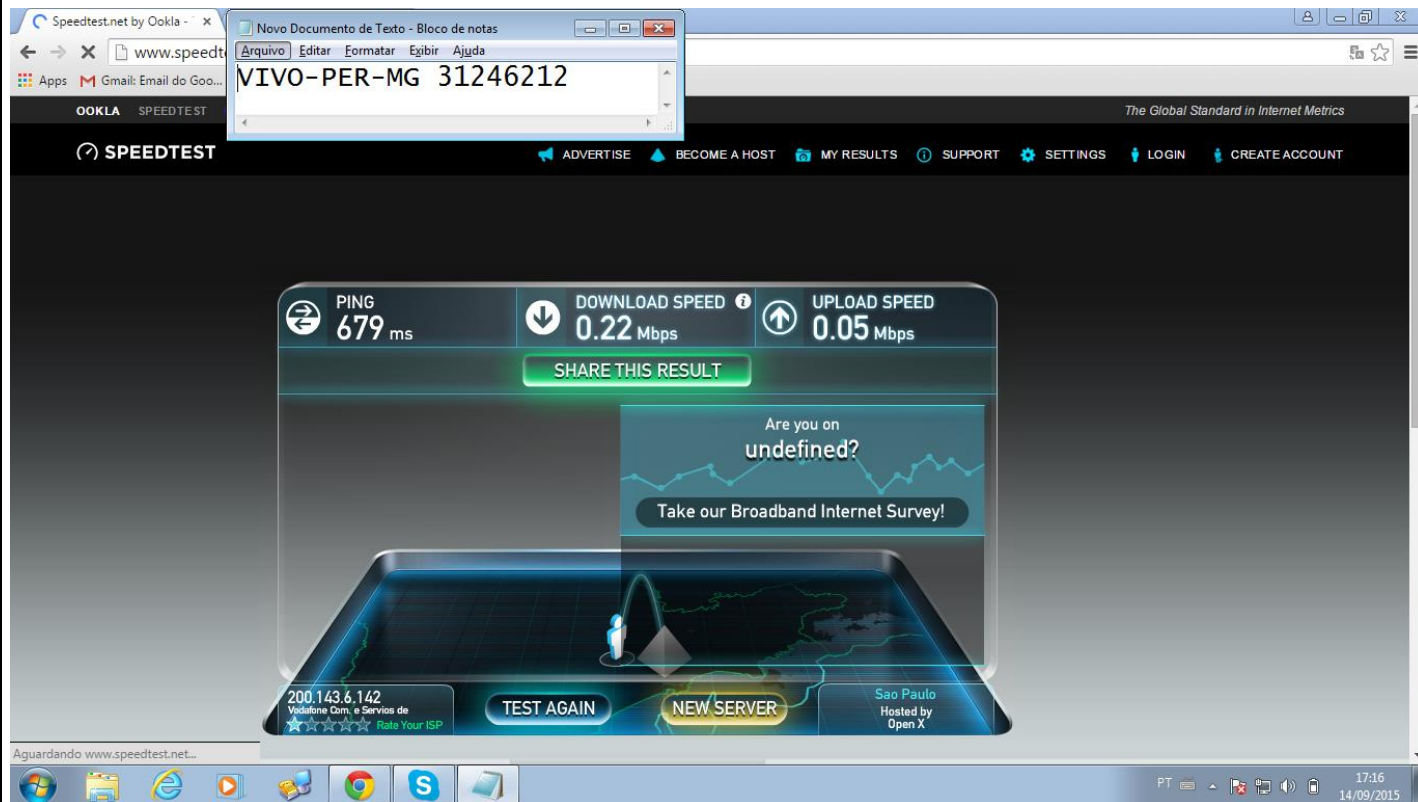 Speedtest.net by Ookla -
Novo Documento de Texto - Bloco de notas
Arquivo Editar Formatar Exibir Ajuda
VIVO-PER-MG 31246212
www.speedt
Apps Gmail: Email do Goo...
OOKLA SPEEDTEST
The Global Standard in Internet Metrics
SPEEDTEST
ADVERTISE BECOME A HOST MY RESULTS SUPPORT SETTINGS LOGIN CREATE ACCOUNT
PING DOWNLOAD SPEED UPLOAD SPEED
679 ms 0.22 Mbps 0.05 Mbps
SHARE THIS RESULT
Are you on
undefined?
Take our Broadband Internet Survey!
200.143.6.142
Vodafone Com. e Servios de
Rate Your ISP
TEST AGAIN
NEW SERVER
Sao Paulo
Hosted by
Open X
Aguardando www.speedtest.net...
PT
17:16
14/09/2015